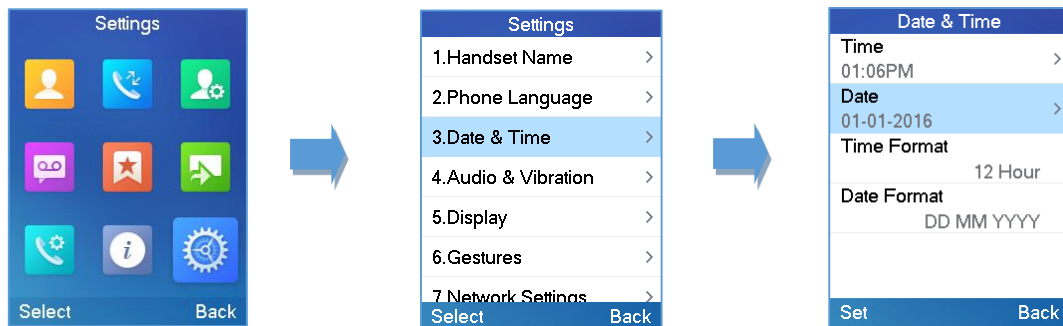 Settings
Select Back
Settings
1.Handset Name
2.Phone Language
3.Date & Time
4.Audio & Vibration
5.Display
6.Gestures
7.Network Settings
Select Back
Date & Time
Time
01:06PM
Date
01-01-2016
Time Format
12 Hour
Date Format
DD MM YYYY
Set Back